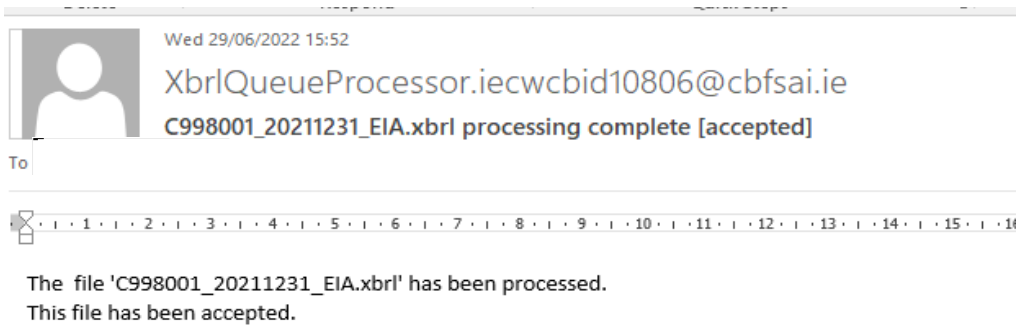 Wed 29/06/2022 15:52
XbrlQueueProcessor.iecwcbid10806@cbfsai.ie
C998001_20211231_EIA.xbrl processing complete [accepted]
To
1 2 3 4 5 6 7 8 9 10 11 12 13 14 15 16
The file 'C998001_20211231_EIA.xbrl' has been processed.
This file has been accepted.